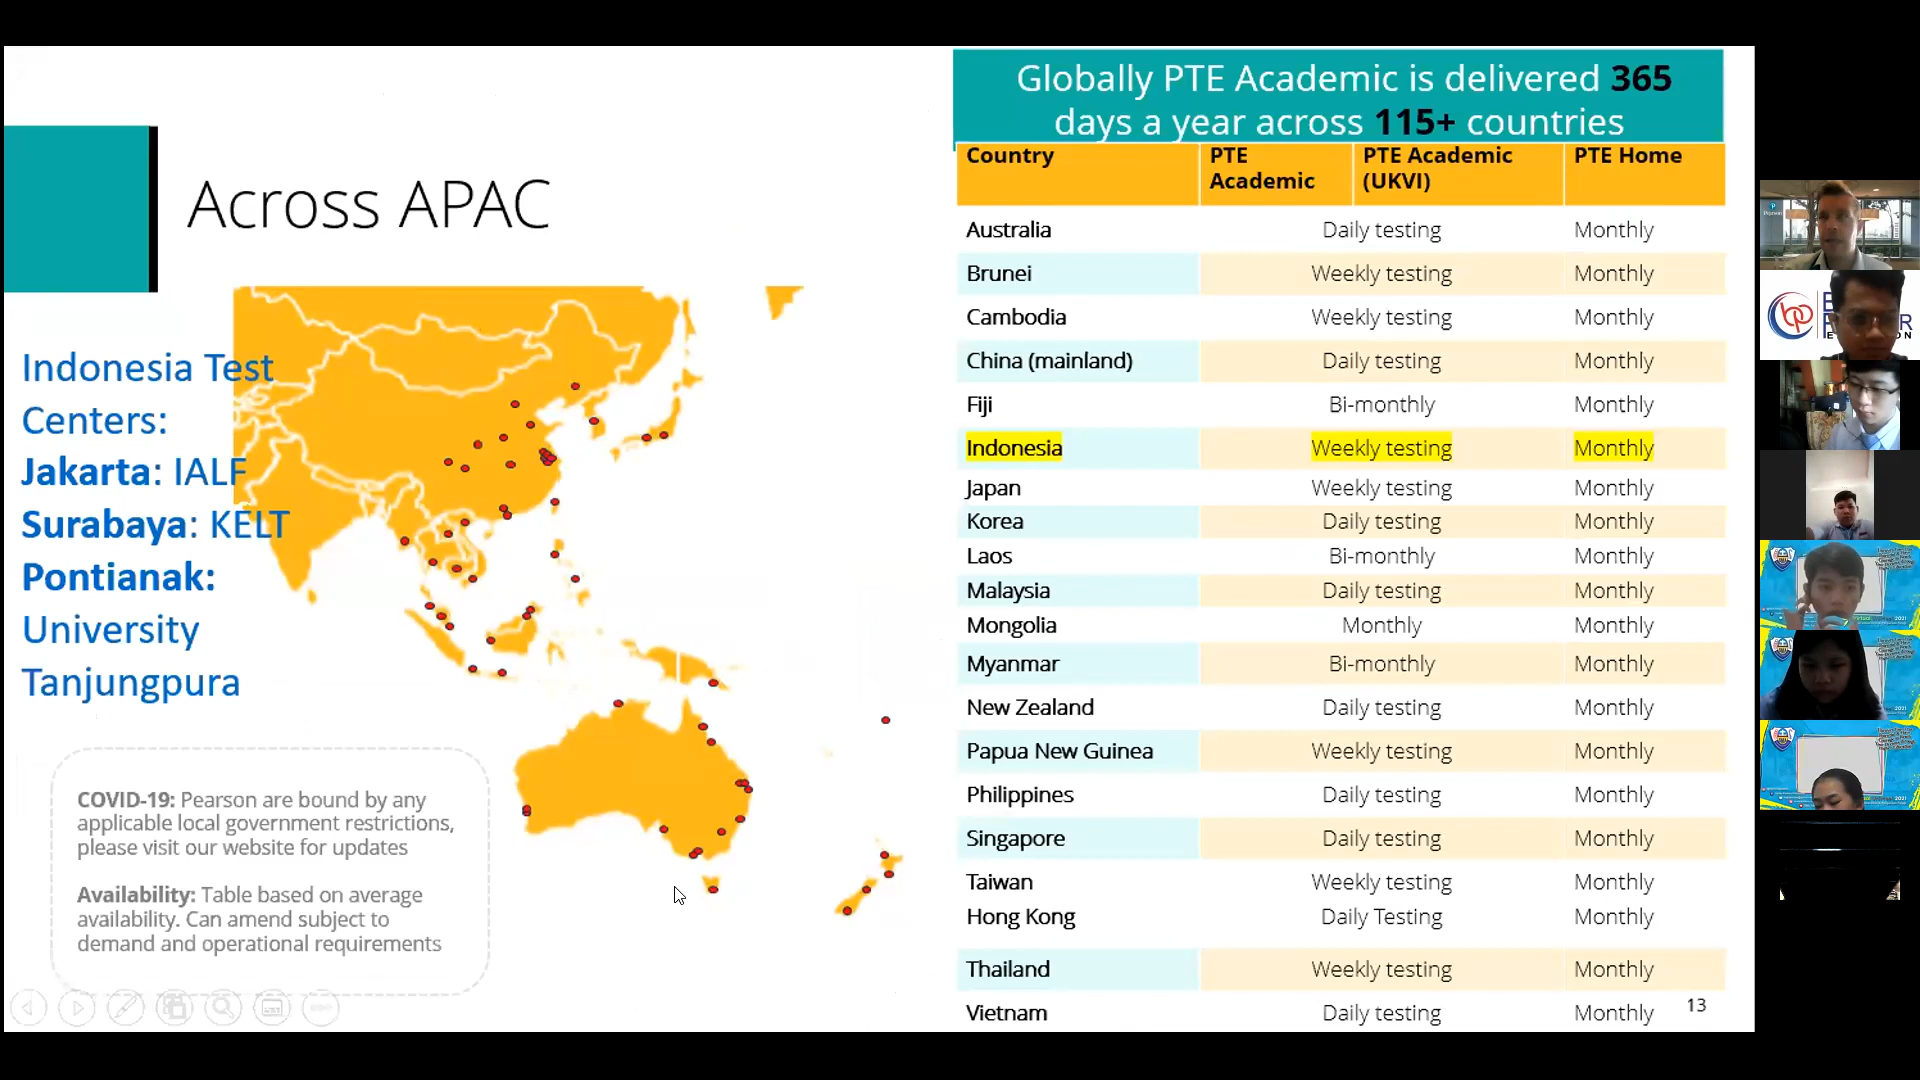 Across APAC
Indonesia Test
Centers:
Jakarta: IALF
Surabaya: KELT
Pontianak:
University
Tanjungpura
COVID-19: Pearson are bound by any
applicable local government restrictions,
please visit our website for updates
Availability: Table based on average
availability. Can amend subject to
demand and operational requirements
Globally PTE Academic is delivered 365
days a year across 115+ countries
Country PTE Academic PTE Academic (UKVI) PTE Home
Australia Daily testing Monthly
Brunei Weekly testing Monthly
Cambodia Weekly testing Monthly
China (mainland) Daily testing Monthly
Fiji Bi-monthly Monthly
Indonesia Weekly testing Monthly
Japan Weekly testing Monthly
Korea Daily testing Monthly
Laos Bi-monthly Monthly
Malaysia Daily testing Monthly
Mongolia Monthly Monthly
Myanmar Bi-monthly Monthly
New Zealand Daily testing Monthly
Papua New Guinea Weekly testing Monthly
Philippines Daily testing Monthly
Singapore Daily testing Monthly
Taiwan Weekly testing Monthly
Hong Kong Daily Testing Monthly
Thailand Weekly testing Monthly
Vietnam Daily testing Monthly
13
Pearson
bp